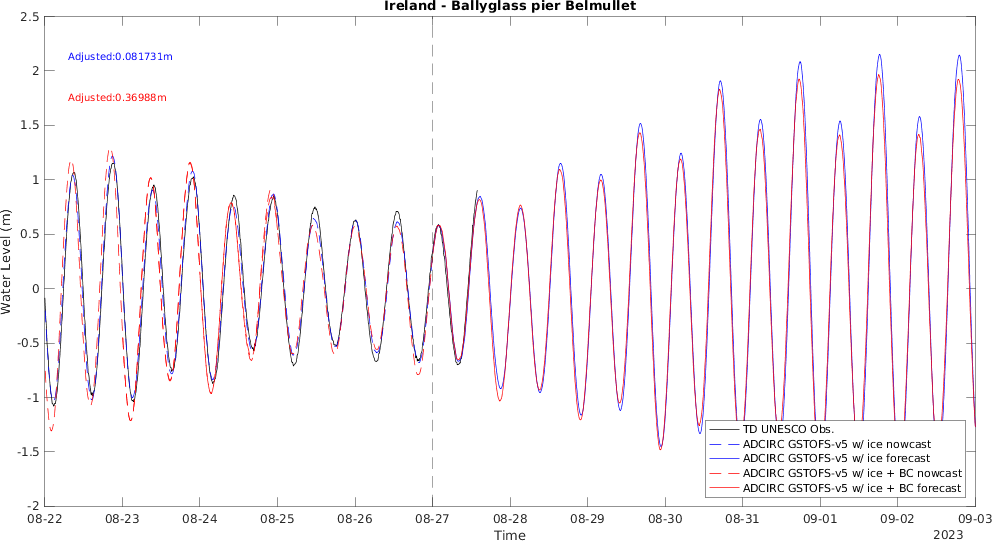 Ireland - Ballyglass pier Belmullet
Adjusted:0.081731m
Adjusted:0.36988m
Water Level (m)
2.5
2
1.5
1
0.5
0
-0.5
-1
-1.5
-2
TD UNESCO Obs.
ADCIRC GSTOFS-v5 w/ ice nowcast
ADCIRC GSTOFS-v5 w/ ice forecast
ADCIRC GSTOFS-v5 w/ ice + BC nowcast
ADCIRC GSTOFS-v5 w/ ice + BC forecast
08-22 08-23 08-24 08-25 08-26 08-27 08-28 08-29 08-30 08-31 09-01 09-02 09-03
Time
2023